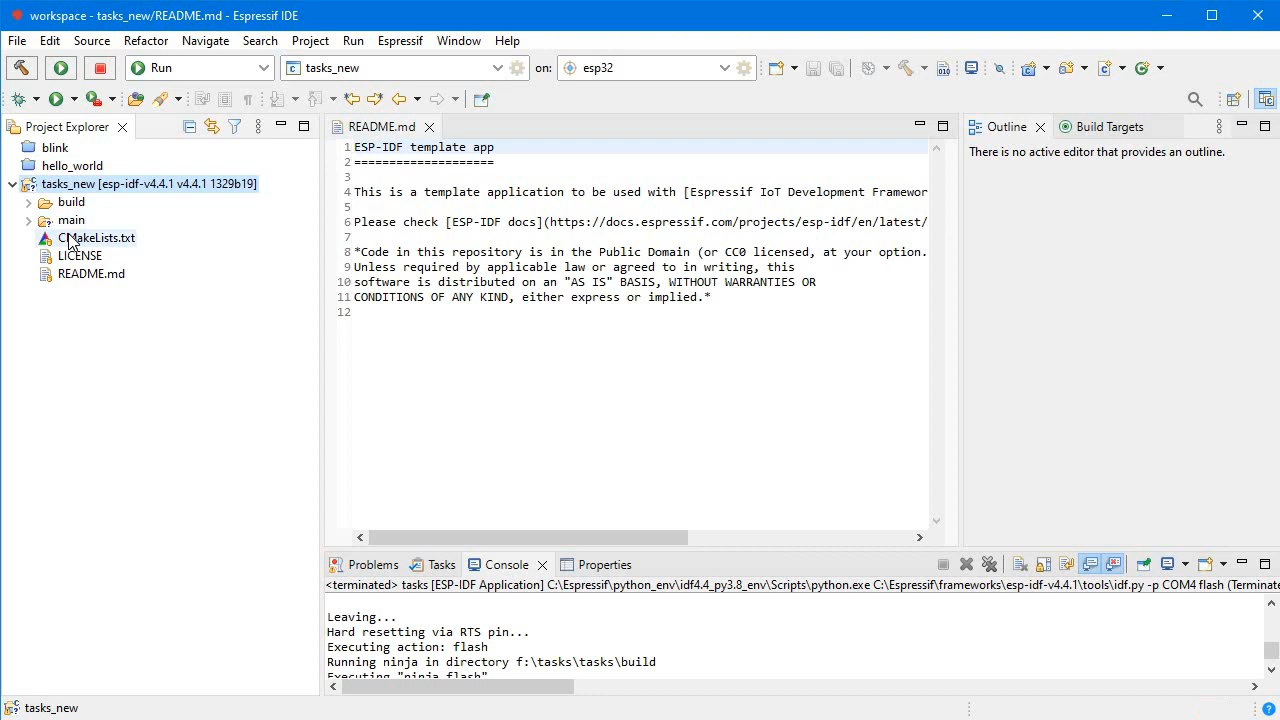 workspace - tasks_new/README.md - Espressif IDE
File Edit Source Refactor Navigate Search Project Run Espressif Window Help
Run tasks_new on: esp32
010
Project Explorer
blink
hello_world
tasks_new [esp-idf-v4.4.1 v4.4.1 1329b19]
build
main
CMakeLists.txt
LICENSE
README.md
README.md
1 ESP-IDF template app
2 ====================
3
4 This is a template application to be used with [Espressif IoT Development Framewor
5
6 Please check [ESP-IDF docs](https://docs.espressif.com/projects/esp-idf/en/latest/
7
8 *Code in this repository is in the Public Domain (or CC0 licensed, at your option.
9 Unless required by applicable law or agreed to in writing, this
10 software is distributed on an "AS IS" BASIS, WITHOUT WARRANTIES OR
11 CONDITIONS OF ANY KIND, either express or implied.*
12
Outline Build Targets
There is no active editor that provides an outline.
Problems Tasks Console Properties
<terminated> tasks [ESP-IDF Application] C:\Espressif\python_env\idf4.4_py3.8_env\Scripts\python.exe C:\Espressif\frameworks\esp-idf-v4.4.1\tools\idf.py -p COM4 flash (Terminate
Leaving...
Hard resetting via RTS pin...
Executing action: flash
Running ninja in directory f:\tasks\tasks\build
Executing "ninja flash"
tasks_new